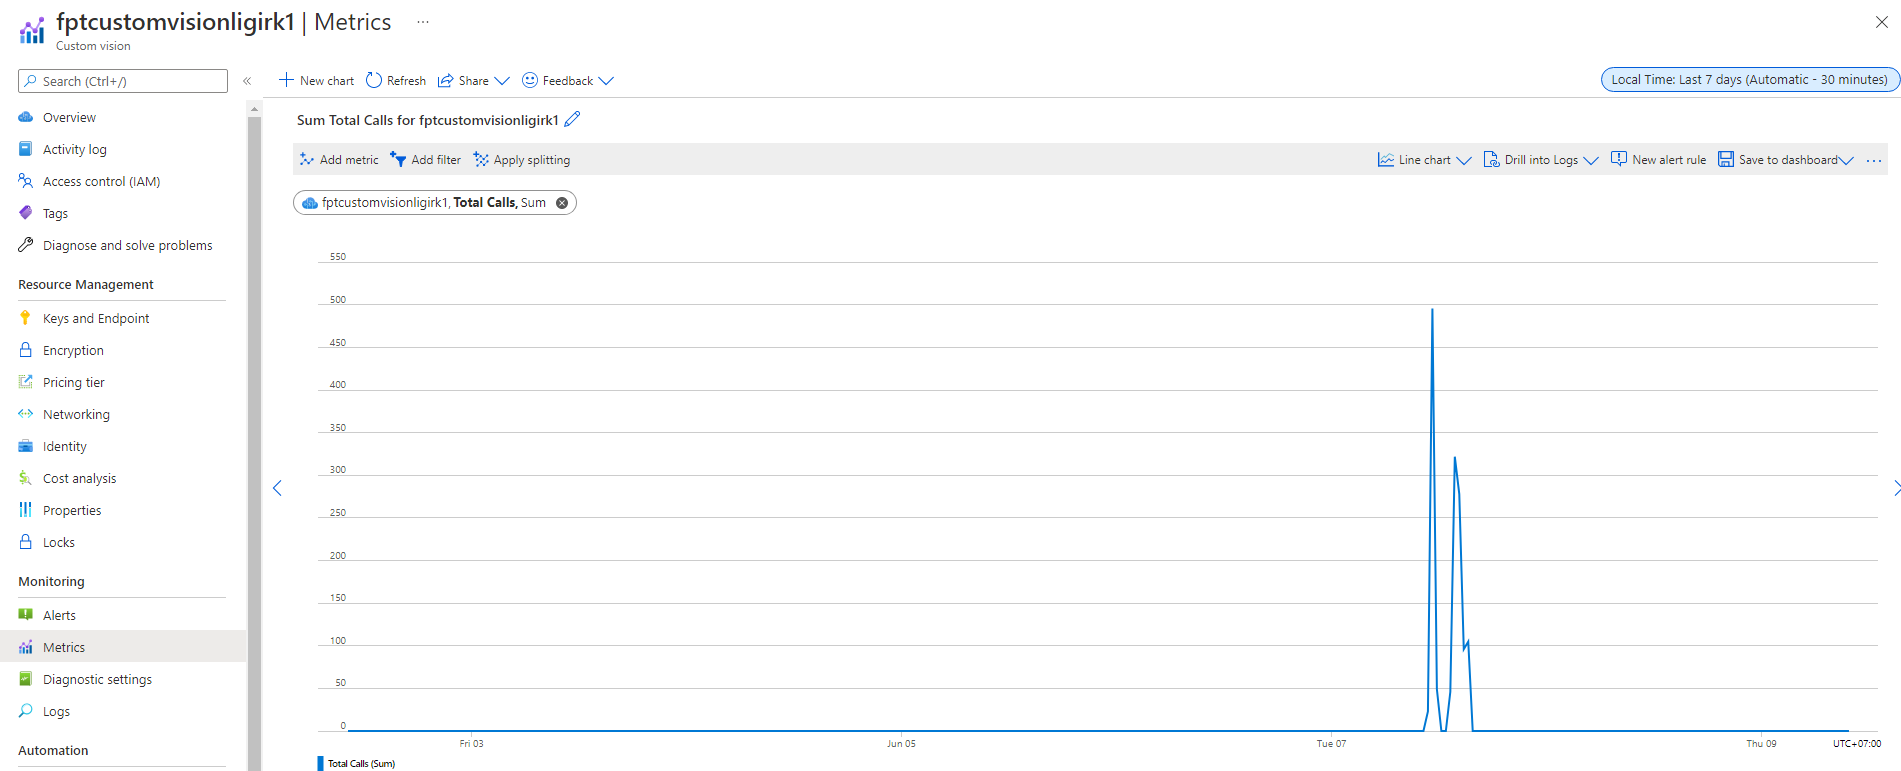 fptcustomvisionligirk1 | Metrics ...
Custom vision
Search (Ctrl+/)
«
Overview
Activity log
Access control (IAM)
Tags
Diagnose and solve problems
Resource Management
Keys and Endpoint
Encryption
Pricing tier
Networking
Identity
Cost analysis
Properties
Locks
Monitoring
Alerts
Metrics
Diagnostic settings
Logs
Automation
New chart Refresh Share Feedback
Local Time: Last 7 days (Automatic - 30 minutes)
Sum Total Calls for fptcustomvisionligirk1
Add metric Add filter Apply splitting
Line chart Drill into Logs New alert rule Save to dashboard ...
fptcustomvisionligirk1, Total Calls, Sum
550
500
450
400
350
300
250
200
150
100
50
0
Fri 03 Jun 05 Tue 07 Thu 09 UTC+07:00
Total Calls (Sum)